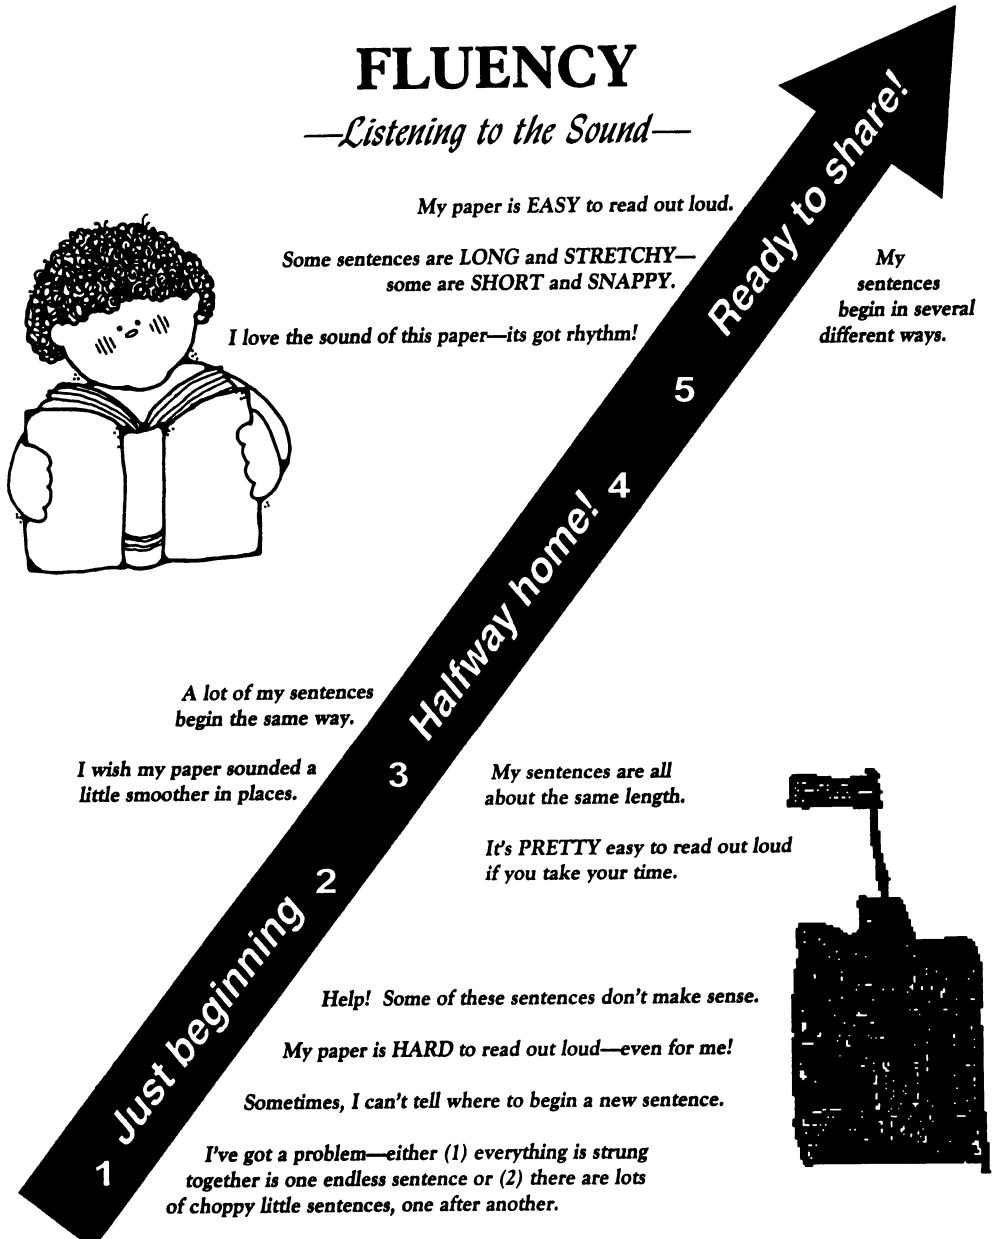 FLUENCY
—Listening to the Sound—
My paper is EASY to read out loud.
Some sentences are LONG and STRETCHY—
some are SHORT and SNAPPY.
I love the sound of this paper—its got rhythm!
Ready to share!
My
sentences
begin in several
different ways.
5
4
Halfway home!
3
A lot of my sentences
begin the same way.
I wish my paper sounded a
little smoother in places.
My sentences are all
about the same length.
It's PRETTY easy to read out loud
if you take your time.
2
Just beginning
1
Help! Some of these sentences don't make sense.
My paper is HARD to read out loud—even for me!
Sometimes, I can't tell where to begin a new sentence.
I've got a problem—either (1) everything is strung
together is one endless sentence or (2) there are lots
of choppy little sentences, one after another.